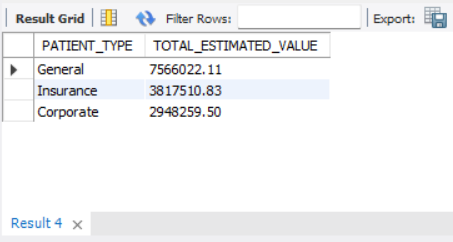 Result Grid Filter Rows: Export:
PATIENT_TYPE TOTAL_ESTIMATED_VALUE
General 7566022.11
Insurance 3817510.83
Corporate 2948259.50
Result 4 ×